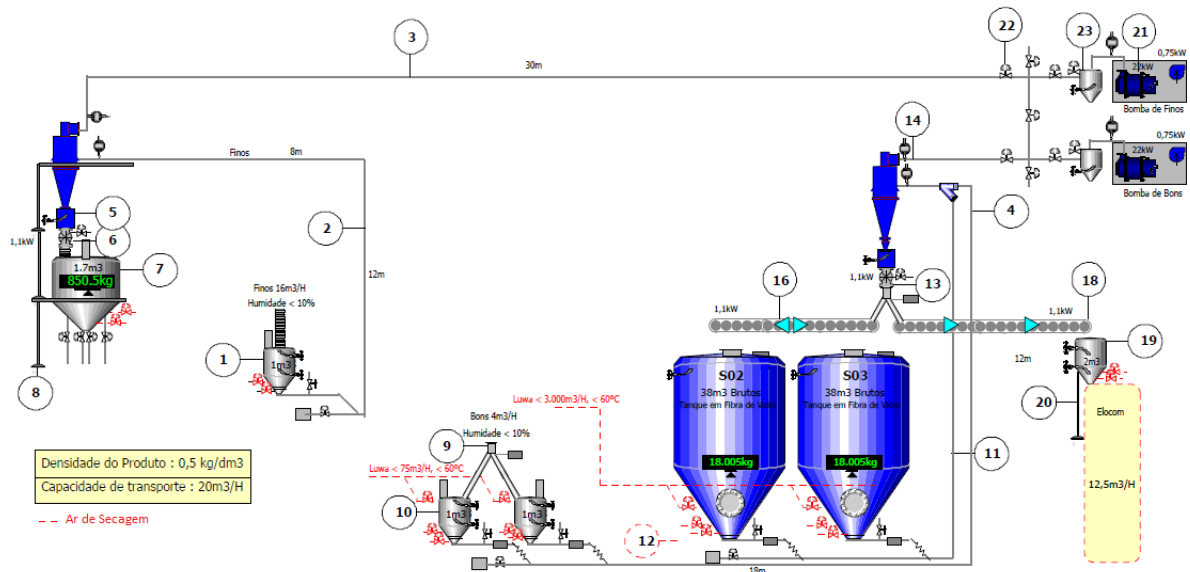 3
30m
22
23
21
0,75kW
22kW
Bomba de Finos
14
0,75kW
22kW
Bomba de Bons
Finos
8m
5
6
1,1kW
2
4
7
1.7m3
850.5kg
12m
Finos 16m3/H
Humidade < 10%
1
1m3
8
1,1kW
13
16
1,1kW
1,1kW
18
12m
19
2m3
20
Elocom
12,5m3/H
S02
38m3 Brutos
Tanque em Fibra de Vidro
18.005kg
S03
38m3 Brutos
Tanque em Fibra de Vidro
18.005kg
Luwa < 3.000m3/H, < 60ºC
Bons 4m3/H
Humidade < 10%
9
Luwa < 75m3/H, < 60ºC
10
1m3
1m3
11
12
18m
Densidade do Produto : 0,5 kg/dm3
Capacidade de transporte : 20m3/H
Ar de Secagem